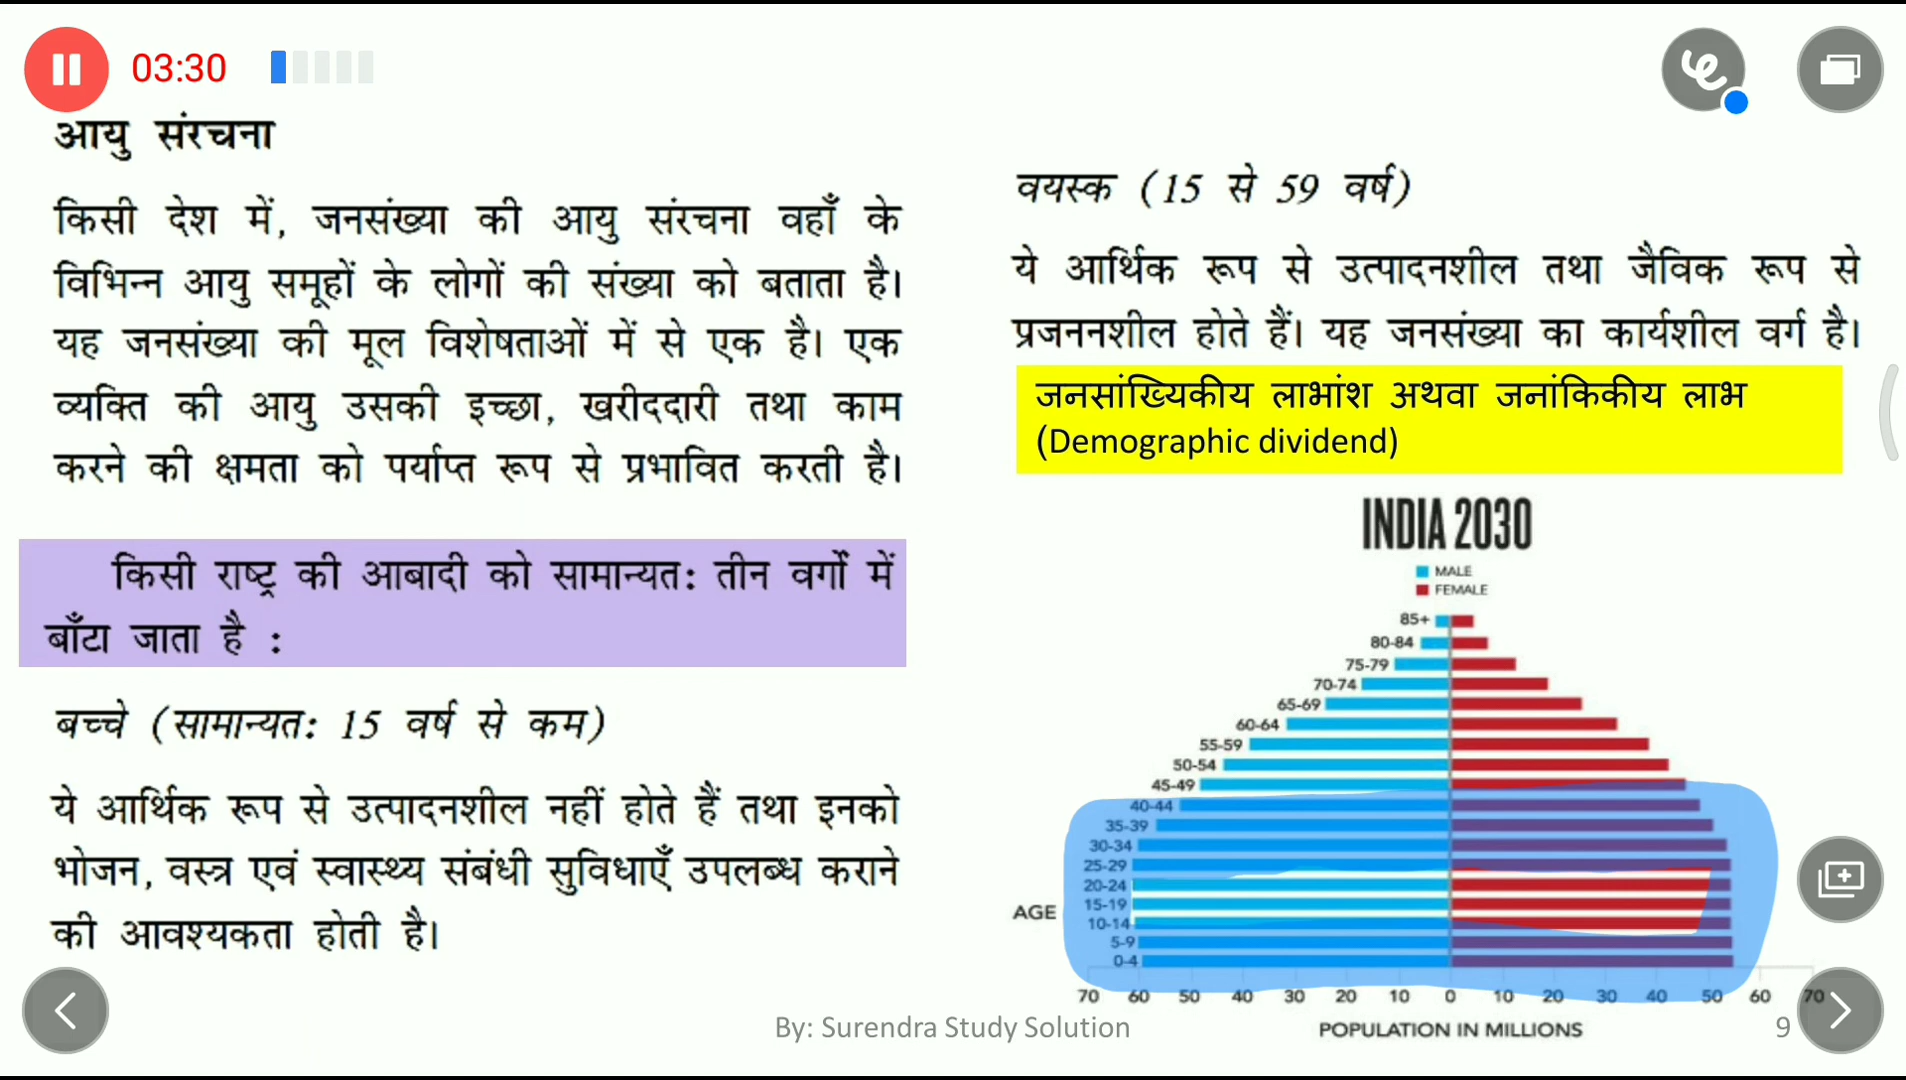 03:30
आयु संरचना
किसी देश में, जनसंख्या की आयु संरचना वहाँ के
विभिन्न आयु समूहों के लोगों की संख्या को बताता है।
यह जनसंख्या की मूल विशेषताओं में से एक है। एक
व्यक्ति की आयु उसकी इच्छा, खरीददारी तथा काम
करने की क्षमता को पर्याप्त रूप से प्रभावित करती है।
किसी राष्ट्र की आबादी को सामान्यत: तीन वर्गों में
बाँटा जाता है :
बच्चे (सामान्यत: 15 वर्ष से कम)
ये आर्थिक रूप से उत्पादनशील नहीं होते हैं तथा इनको
भोजन, वस्त्र एवं स्वास्थ्य संबंधी सुविधाएँ उपलब्ध कराने
की आवश्यकता होती है।
वयस्क (15 से 59 वर्ष)
ये आर्थिक रूप से उत्पादनशील तथा जैविक रूप से
प्रजननशील होते हैं। यह जनसंख्या का कार्यशील वर्ग है।
जनसांख्यिकीय लाभांश अथवा जनांकिकीय लाभ
(Demographic dividend)
INDIA 2030
MALE
FEMALE
85+
80-84
75-79
70-74
65-69
60-64
55-59
50-54
45-49
40-44
35-39
30-34
25-29
20-24
15-19
10-14
5-9
0-4
AGE
70 60 50 40 30 20 10 0 10 20 30 40 50 60 70
POPULATION IN MILLIONS
By: Surendra Study Solution
9